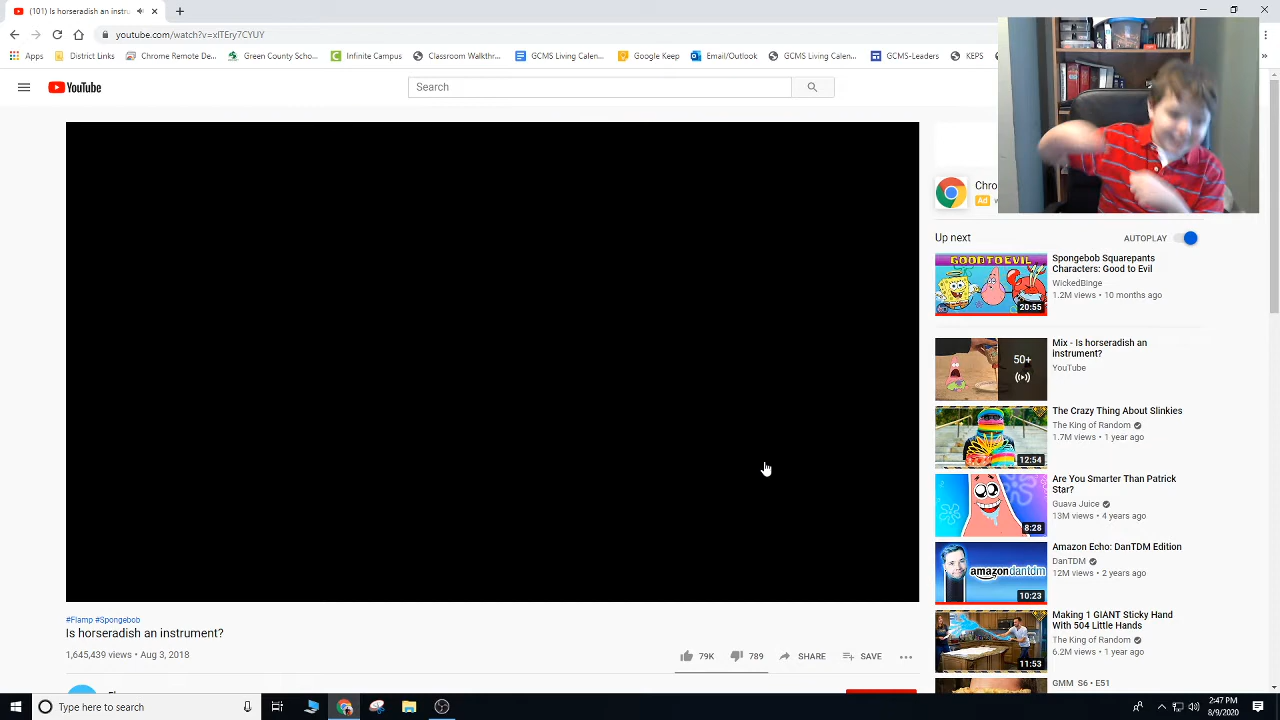 (101) Is horseradish an instru
youtube.com/watch?v=xlTEry7CYUY
Apps
District Links
Chrome Remote De...
Green County Scho...
In
on Walkthr...
iving Calen...
Google Keep
Email/Outlook
GCMS Living Calen...
GCMS-Leaders
KEPS
YouTube
Search
Chro
Ad
Up next
AUTOPLAY
GOOD TO EVIL
20:55
Spongebob Squarepants
Characters: Good to Evil
WickedBinge
1.2M views • 10 months ago
50+
Mix - Is horseradish an
instrument?
YouTube
12:54
The Crazy Thing About Slinkies
The King of Random
1.7M views • 1 year ago
8:28
Are You Smarter Than Patrick
Star?
Guava Juice
13M views • 4 years ago
amazondantdm
10:23
Amazon Echo: DanTDM Edition
DanTDM
12M views • 2 years ago
11:53
Making 1 GIANT Sticky Hand
With 504 Little Hands
The King of Random
6.2M views • 1 year ago
GMM S6 • E51
#Flamp #Spongebob
Is horseradish an instrument?
1,645,439 views • Aug 3, 2018
79K
789
SHARE
SAVE
Type here to search
2:47 PM
8/9/2020